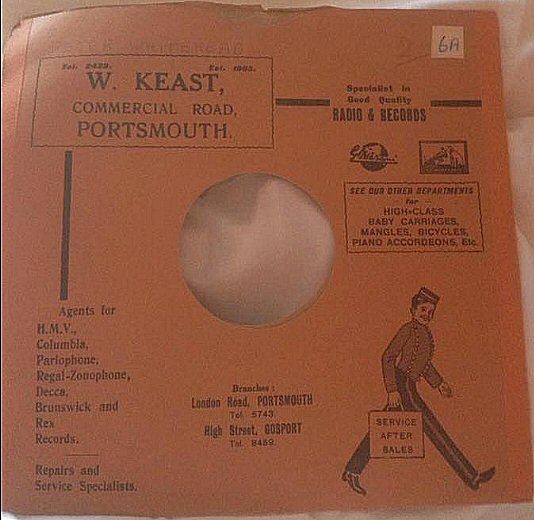 6A
Tel. 2429. Est. 1903.
W. KEAST,
COMMERCIAL ROAD,
PORTSMOUTH.
Specialist in
Good Quality
RADIO & RECORDS
SEE OUR OTHER DEPARTMENTS
for
HIGH-CLASS
BABY CARRIAGES,
MANGLES, BICYCLES,
PIANO ACCORDEONS, Etc.
Agents for
H.M.V.,
Columbia,
Parlophone,
Regal-Zonophone,
Decca,
Brunswick and
Rex
Records.
Repairs and
Service Specialists.
Branches :
London Road, PORTSMOUTH
Tel. 5743.
High Street, GOSPORT
Tel. 8459.
SERVICE
AFTER
SALES